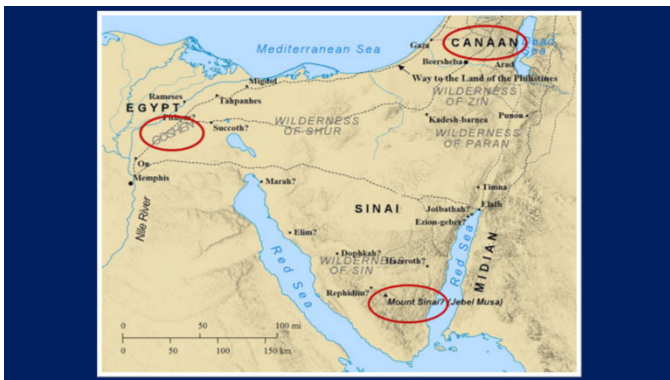 Mediterranean Sea
Gaza
CANAAN
Dead
Sea
Beersheba
Arad
Way to the Land of the Philistines
Migdol
WILDERNESS
OF ZIN
Rameses
Tahpanhes
EGYPT
Pithom?
GOSHEN
Succoth?
WILDERNESS
OF SHUR
Kadesh-barnea
Punon
WILDERNESS
OF PARAN
On
Memphis
Marah?
Timna
SINAI
Jotbathah?
Elath
Ezion-geber?
Nile River
Elim?
Red Sea
Dophkah?
Hazeroth?
WILDERNESS
OF SIN
Red Sea
MIDIAN
Rephidim?
Mount Sinai? (Jebel Musa)
0 50 100 mi
0 50 100 150 km